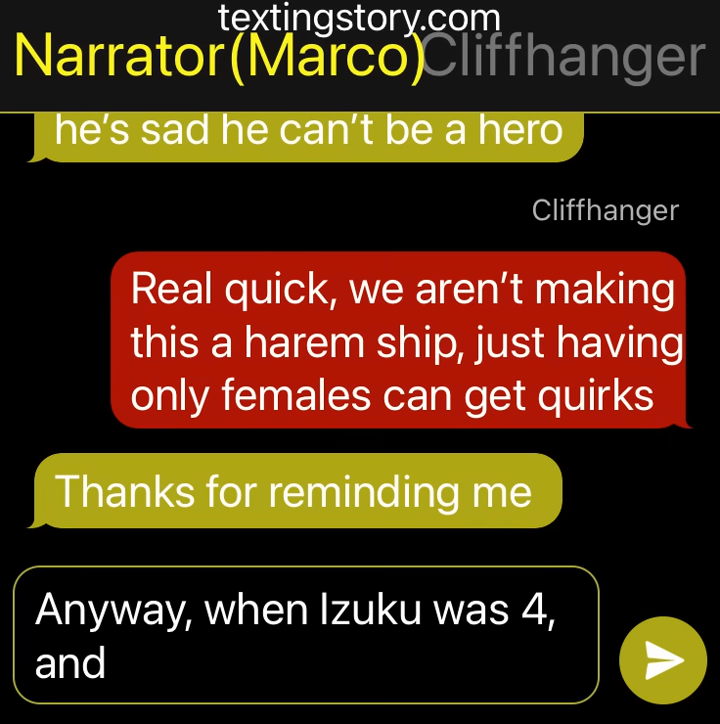 textingstory.com
Narrator(Marco)
Cliffhanger
he's sad he can't be a hero
Cliffhanger
Real quick, we aren't making
this a harem ship, just having
only females can get quirks
Thanks for reminding me
Anyway, when Izuku was 4,
and